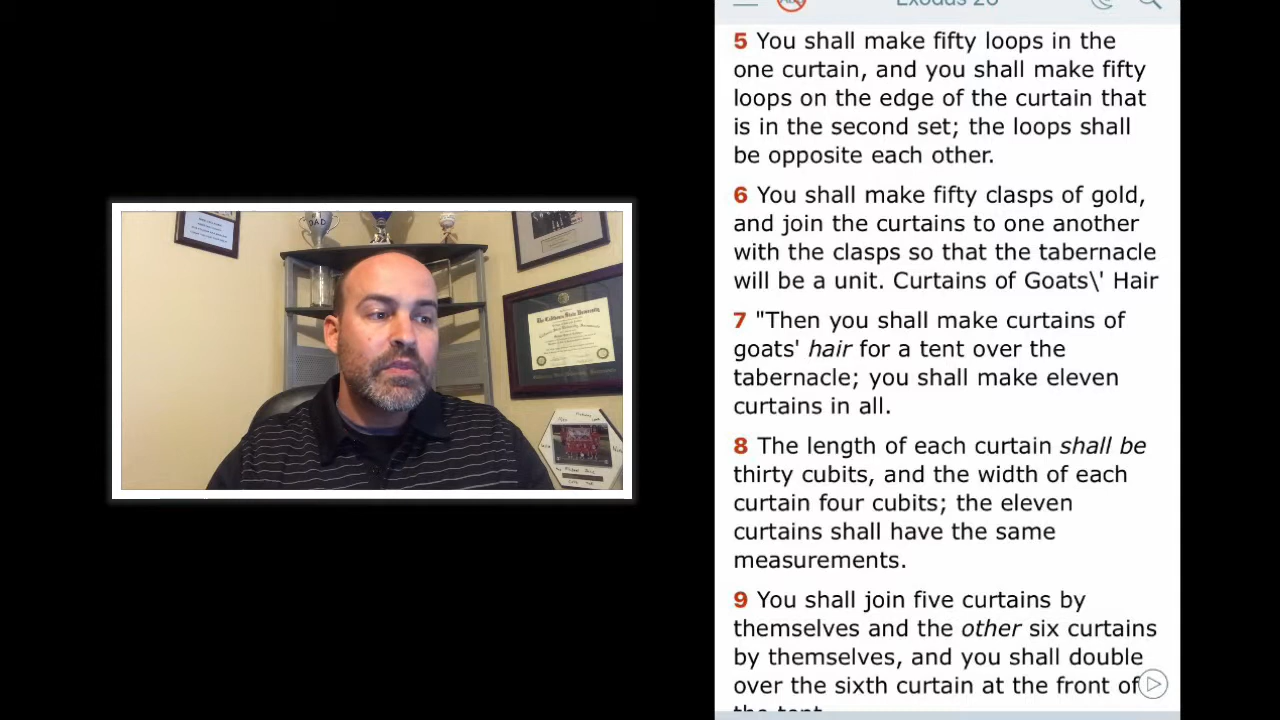 Exodus 26
5 You shall make fifty loops in the
one curtain, and you shall make fifty
loops on the edge of the curtain that
is in the second set; the loops shall
be opposite each other.
6 You shall make fifty clasps of gold,
and join the curtains to one another
with the clasps so that the tabernacle
will be a unit. Curtains of Goats\' Hair
7 "Then you shall make curtains of
goats' hair for a tent over the
tabernacle; you shall make eleven
curtains in all.
8 The length of each curtain shall be
thirty cubits, and the width of each
curtain four cubits; the eleven
curtains shall have the same
measurements.
9 You shall join five curtains by
themselves and the other six curtains
by themselves, and you shall double
over the sixth curtain at the front of
the tent.
DAD
The California State University